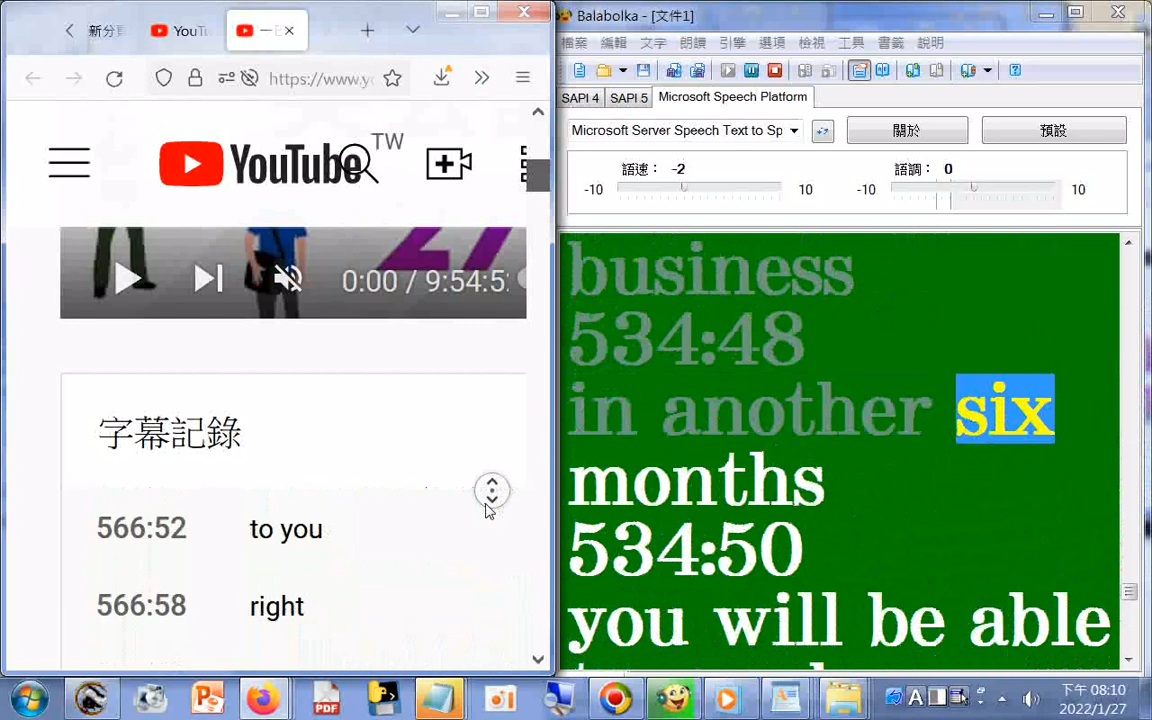 新分
YouTu
一
https://www.y
YouTube TW
27
0:00 / 9:54:5
字幕記錄
566:52 to you
566:58 right
Balabolka - [文件1]
檔案 編輯 文字 朗讀 引擎 選項 檢視 工具 書籤 說明
SAPI 4 SAPI 5 Microsoft Speech Platform
Microsoft Server Speech Text to Sp
關於 預設
語速： -2 語調： 0
-10 10 -10 10
business
534:48
in another six
months
534:50
you will be able
PDF
A
下午 08:10
2022/1/27